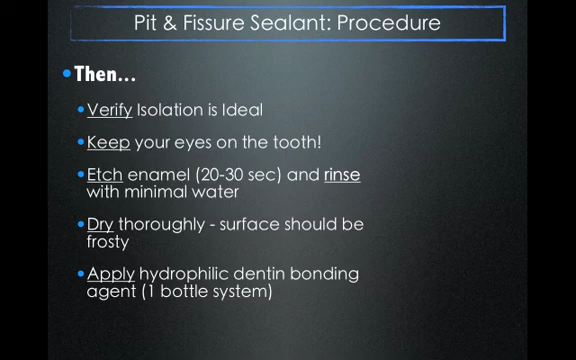 Pit & Fissure Sealant: Procedure
Then...
Verify Isolation is Ideal
Keep your eyes on the tooth!
Etch enamel (20-30 sec) and rinse
with minimal water
Dry thoroughly - surface should be
frosty
Apply hydrophilic dentin bonding
agent (1 bottle system)